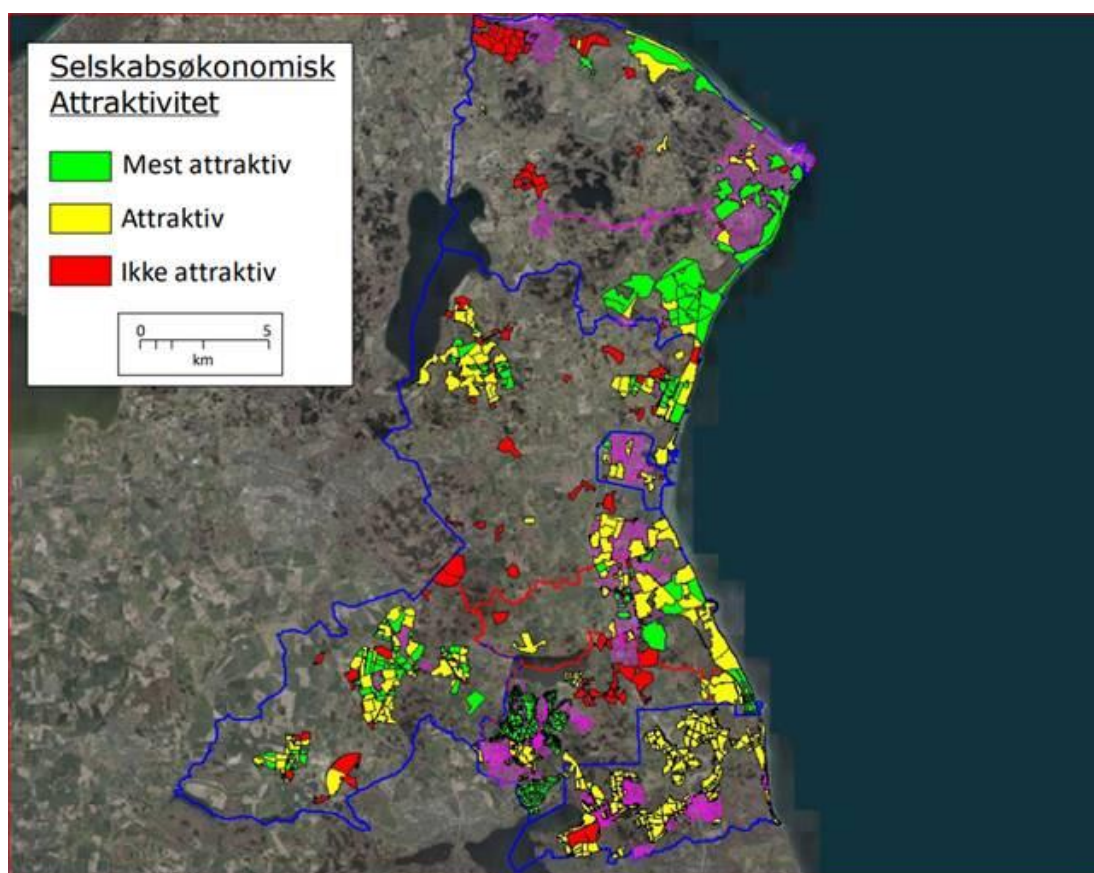 Selskabsøkonomisk
Attraktivitet
Mest attraktiv
Attraktiv
Ikke attraktiv
0 5
km